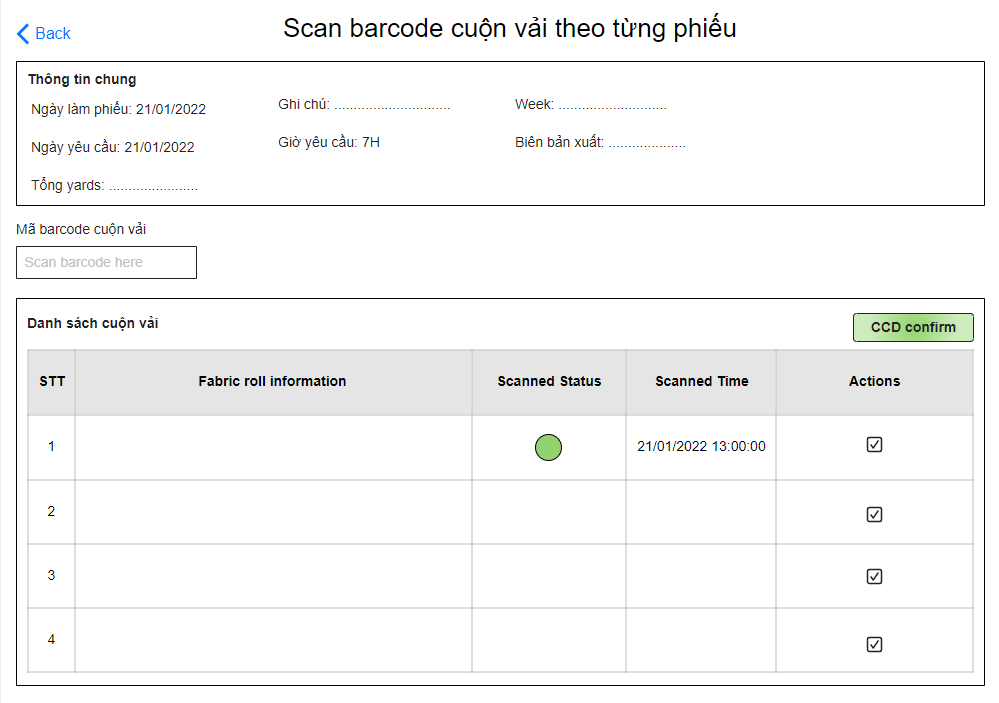 Back
Scan barcode cuộn vải theo từng phiếu
Thông tin chung
Ngày làm phiếu: 21/01/2022
Ghi chú: ..............................
Week: ............................
Ngày yêu cầu: 21/01/2022
Giờ yêu cầu: 7H
Biên bản xuất: ....................
Tổng yards: .......................
Mã barcode cuộn vải
Scan barcode here
Danh sách cuộn vải
CCD confirm
STT Fabric roll information Scanned Status Scanned Time Actions
1 21/01/2022 13:00:00
2
3
4